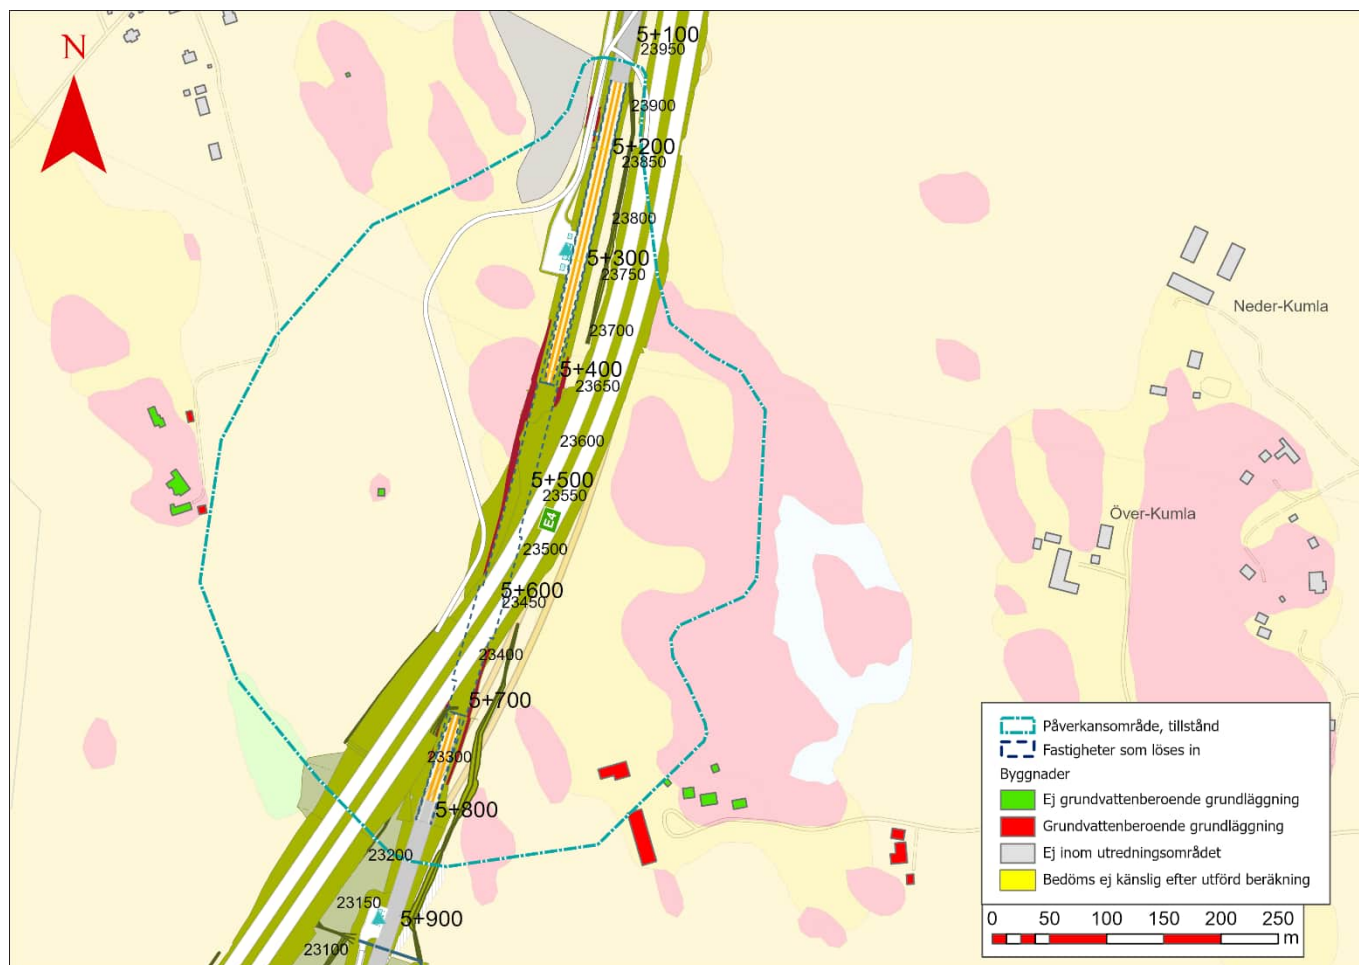 5+100
23950
N
23900
5+200
23850
23800
5+300
23750
Neder-Kumla
23700
5+400
23650
23600
5+500
23550
E4
Över-Kumla
23500
5+600
23450
23400
5+700
23300
5+800
23200
23150
5+900
23100
Påverkansområde, tillstånd
Fastigheter som löses in
Byggnader
Ej grundvattenberoende grundläggning
Grundvattenberoende grundläggning
Ej inom utredningsområdet
Bedöms ej känslig efter utförd beräkning
0 50 100 150 200 250
m